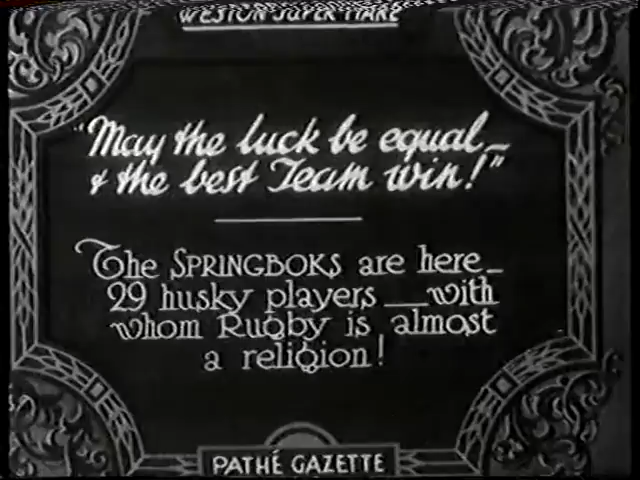 WESTON SUPER MARE
"May the luck be equal_
& the best Team win!"
The SPRINGBOKS are here_
29 husky players __with
whom Rugby is almost
a religion!
PATHÉ GAZETTE